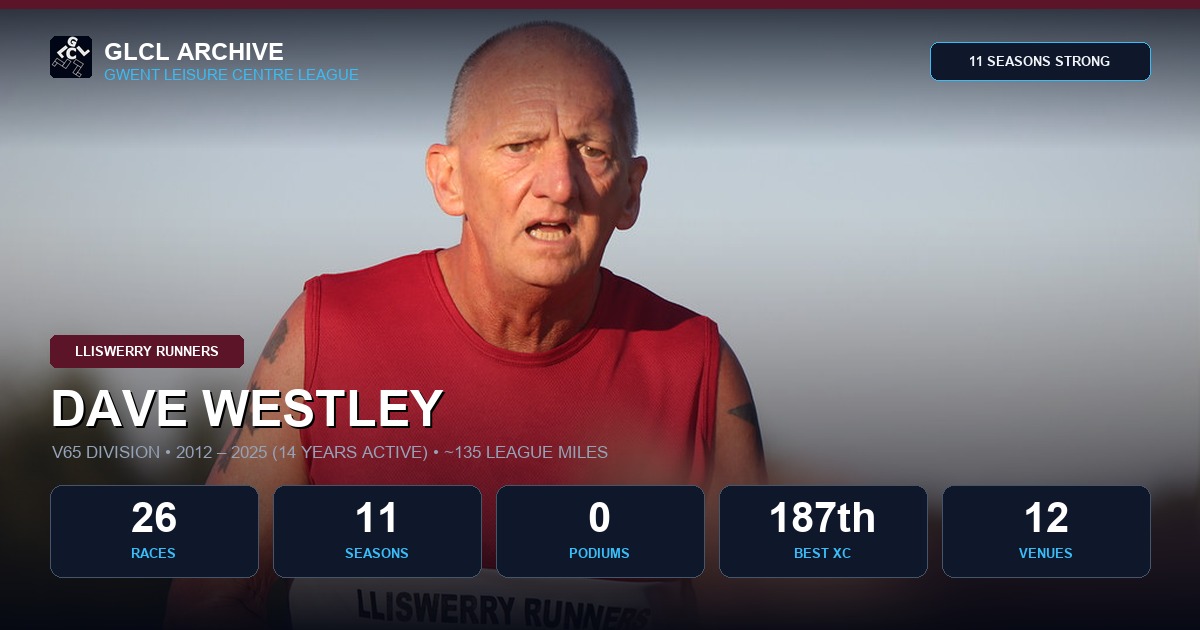 GLCL ARCHIVE
GWENT LEISURE CENTRE LEAGUE
11 SEASONS STRONG
LLISWERRY RUNNERS
DAVE WESTLEY
V65 DIVISION • 2012 – 2025 (14 YEARS ACTIVE) • ~135 LEAGUE MILES
26
RACES
11
SEASONS
0
PODIUMS
187th
BEST XC
12
VENUES
LLISWERRY RUNNERS